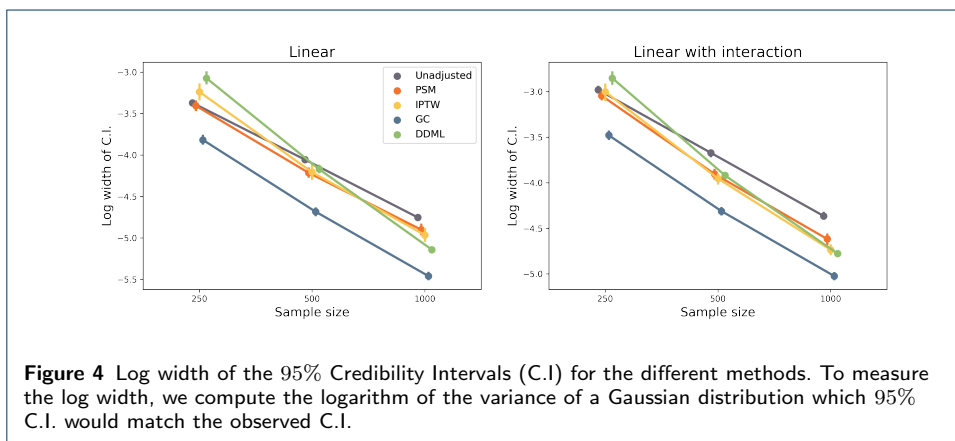 Linear
Log width of C.I.
−3.0
−3.5
−4.0
−4.5
−5.0
−5.5
Unadjusted
PSM
IPTW
GC
DDML
250
500
1000
Sample size
Linear with interaction
Log width of C.I.
−3.0
−3.5
−4.0
−4.5
−5.0
250
500
1000
Sample size
Figure 4 Log width of the 95% Credibility Intervals (C.I) for the different methods. To measure
the log width, we compute the logarithm of the variance of a Gaussian distribution which 95%
C.I. would match the observed C.I.